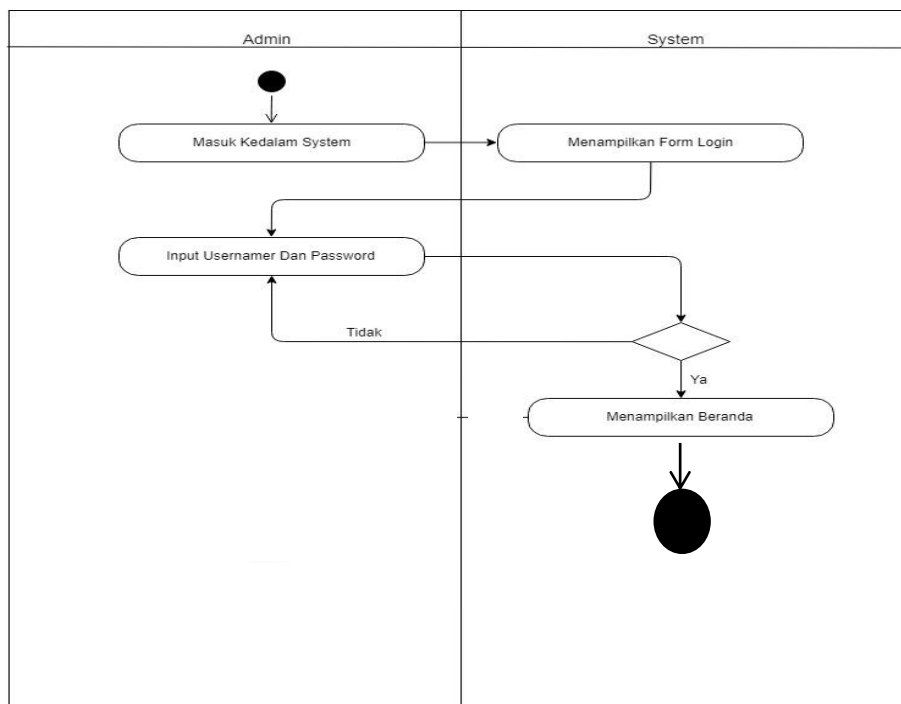 Admin
System
Masuk Kedalam System
Menampilkan Form Login
Input Usernamer Dan Password
Tidak
Ya
Menampilkan Beranda